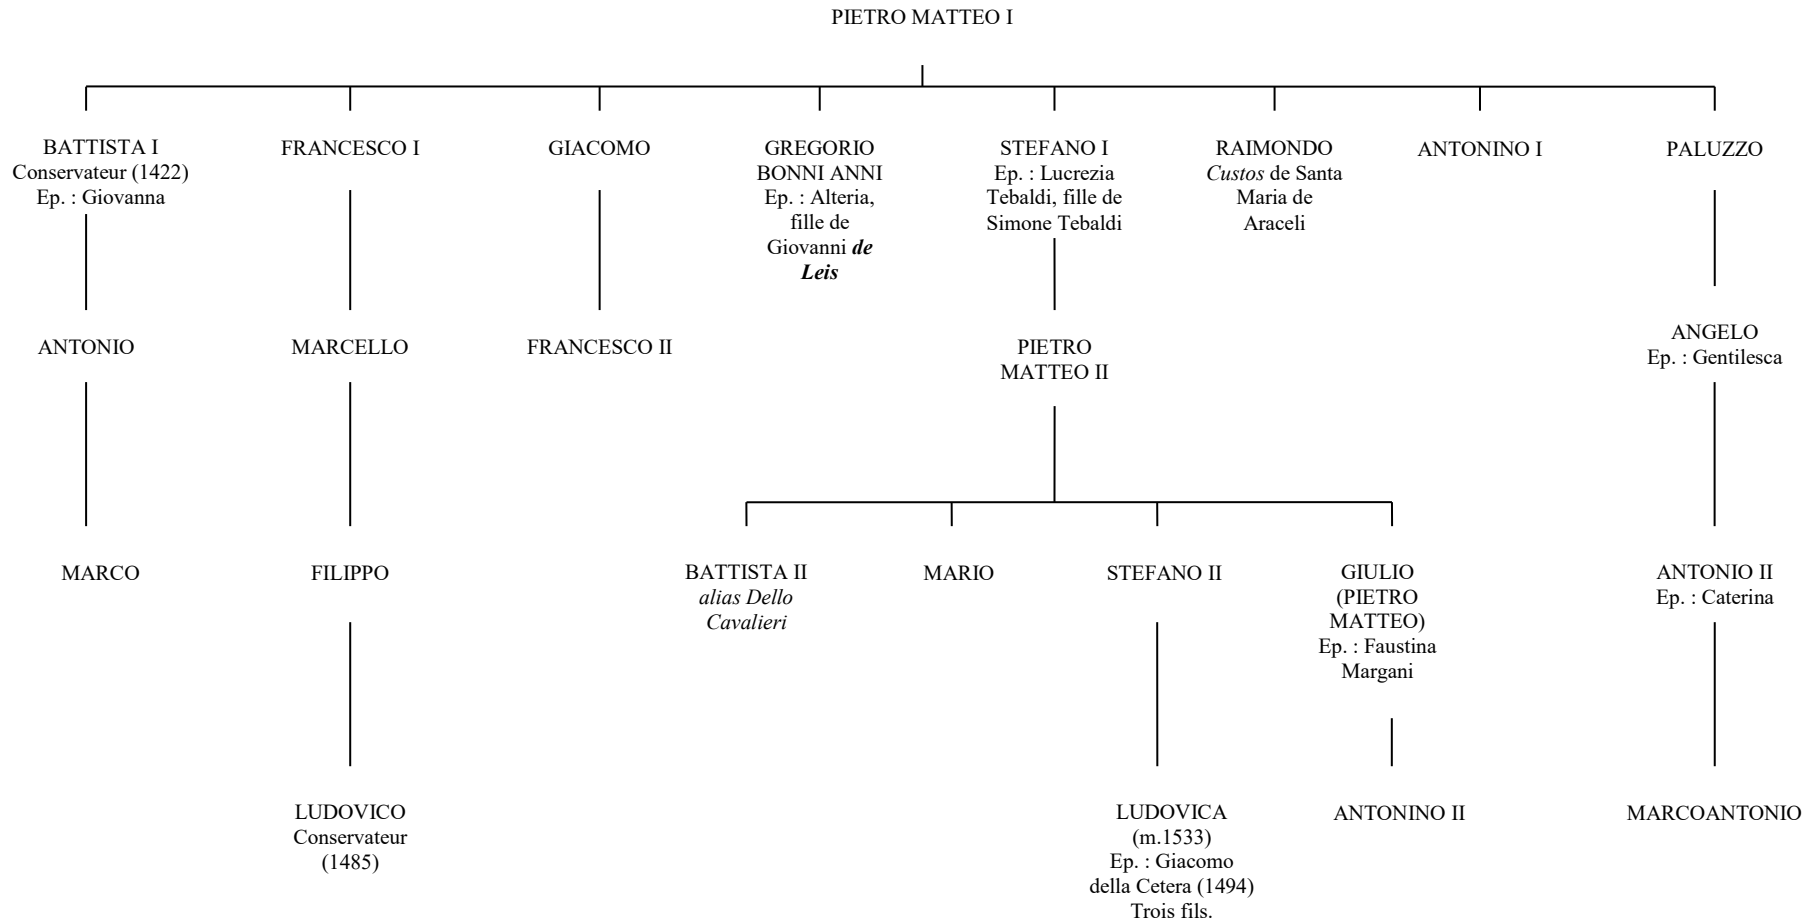 PIETRO MATTEO I
BATTISTA I
Conservateur (1422)
Ep. : Giovanna
FRANCESCO I
GIACOMO
GREGORIO
BONNI ANNI
Ep. : Alteria,
fille de
Giovanni de
Leis
STEFANO I
Ep. : Lucrezia
Tebaldi, fille de
Simone Tebaldi
RAIMONDO
Custos de Santa
Maria de
Araceli
ANTONINO I
PALUZZO
ANTONIO
MARCELLO
FRANCESCO II
PIETRO
MATTEO II
ANGELO
Ep. : Gentilesca
MARCO
FILIPPO
BATTISTA II
alias Dello
Cavalieri
MARIO
STEFANO II
GIULIO
(PIETRO
MATTEO)
Ep. : Faustina
Margani
ANTONIO II
Ep. : Caterina
LUDOVICO
Conservateur
(1485)
LUDOVICA
(m.1533)
Ep. : Giacomo
della Cetera (1494)
Trois fils.
ANTONINO II
MARCOANTONIO